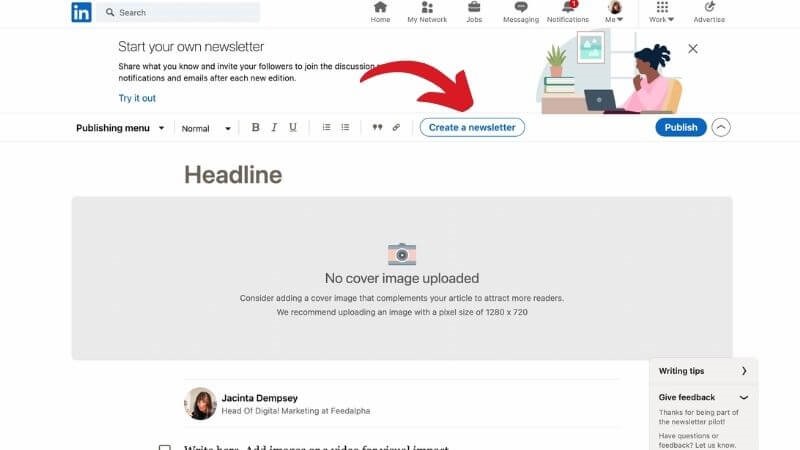 in
Search
Home
My Network
Jobs
Messaging
1
Notifications
Me
Work
Advertise
Start your own newsletter
Share what you know and invite your followers to join the discussion
notifications and emails after each new edition.
Try it out
Publishing menu
Normal
B I U
Create a newsletter
Publish
Headline
No cover image uploaded
Consider adding a cover image that complements your article to attract more readers.
We recommend uploading an image with a pixel size of 1280 x 720
Jacinta Dempsey
Head Of Digital Marketing at Feedalpha
Write here. Add images or a video for visual impact
Writing tips
Give feedback
Thanks for being part of
the newsletter pilot!
Have questions or
feedback? Let us know.